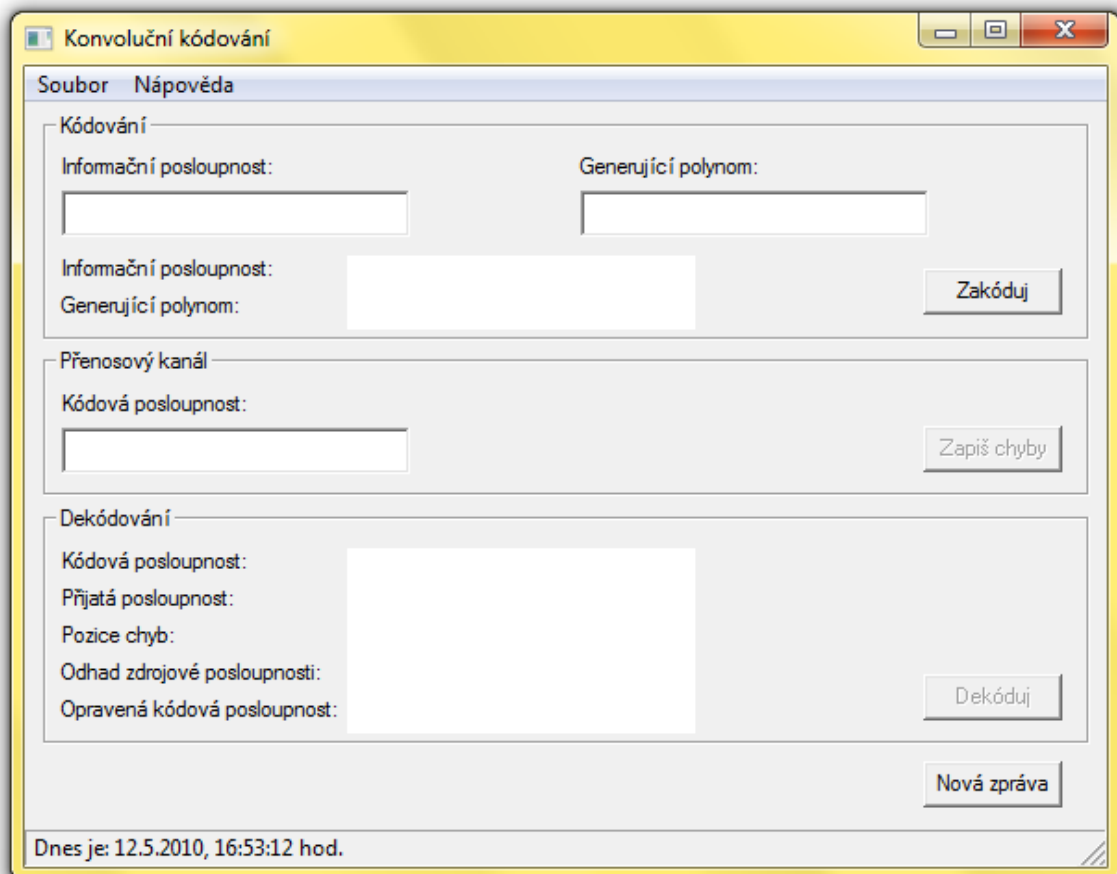 Konvoluční kódování
Soubor Nápověda
Kódování
Informační posloupnost: Generující polynom:
Informační posloupnost:
Generující polynom:
Zakóduj
Přenosový kanál
Kódová posloupnost:
Zapiš chyby
Dekódování
Kódová posloupnost:
Přijatá posloupnost:
Pozice chyb:
Odhad zdrojové posloupnosti:
Opravená kódová posloupnost:
Dekóduj
Nová zpráva
Dnes je: 12.5.2010, 16:53:12 hod.